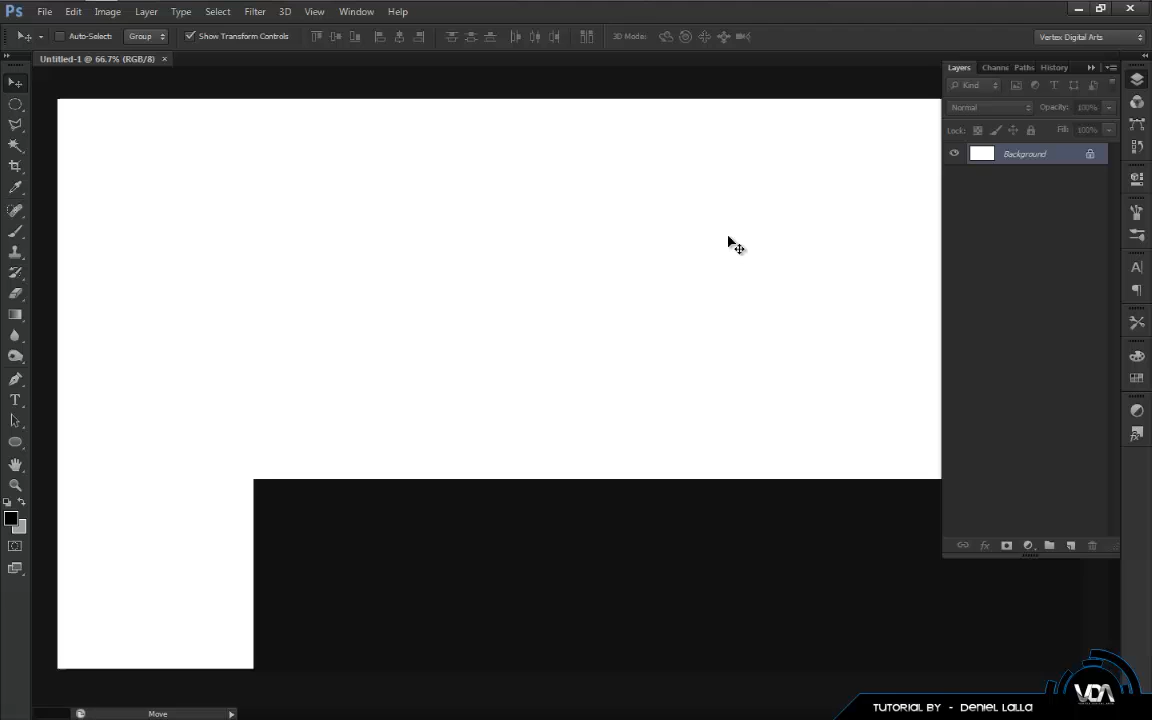 Ps File Edit Image Layer Type Select Filter 3D View Window Help
Auto-Select: Group Show Transform Controls 3D Mode: Vertex Digital Arts
Untitled-1 @ 66.7% (RGB/8) ×
Layers Channels Paths History
Kind
Normal Opacity: 100%
Lock: Fill: 100%
Background
Move
VDA
TUTORIAL BY - DENIEL LALLA